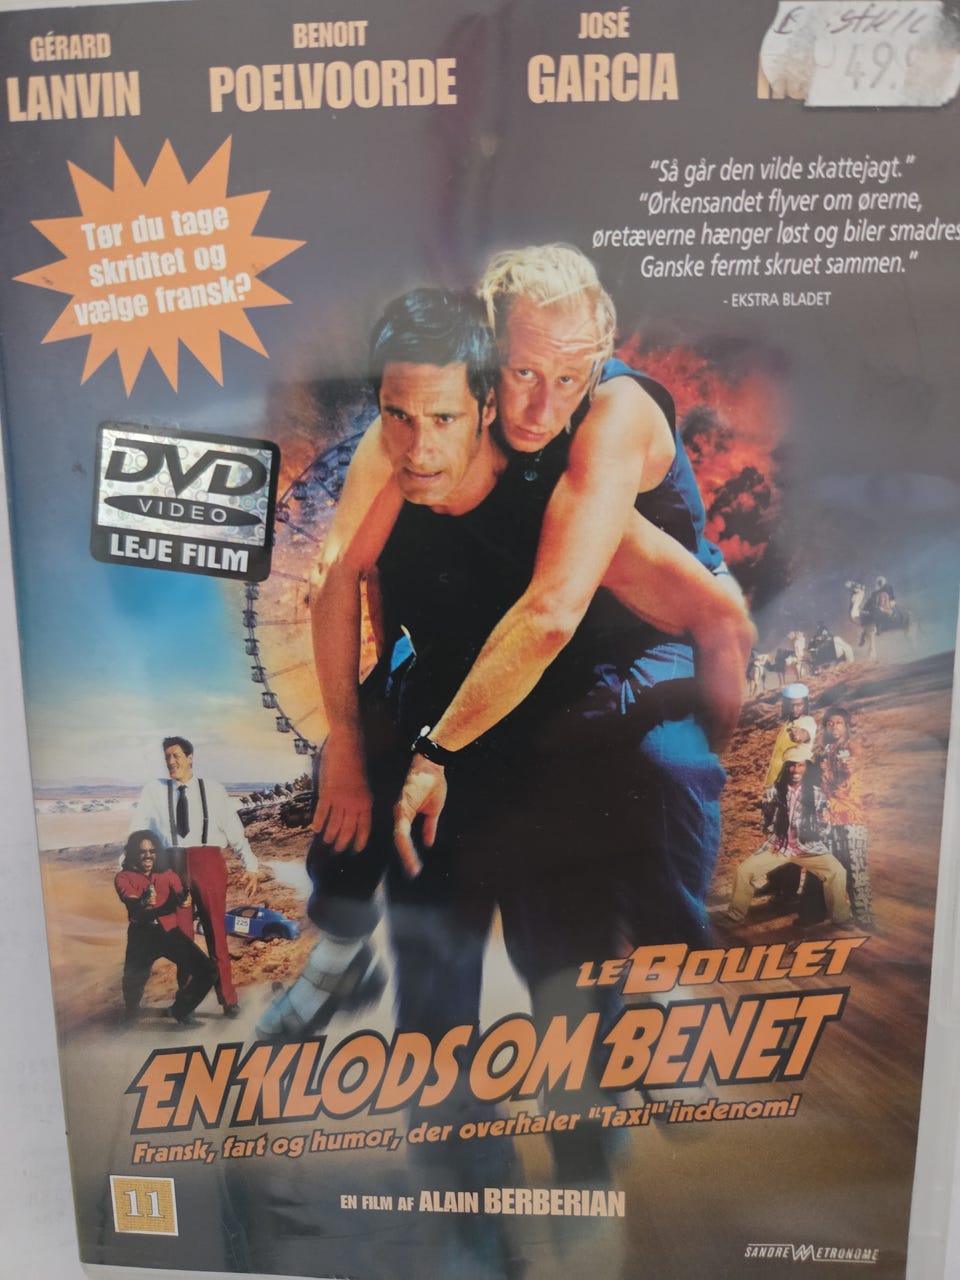 GÉRARD
LANVIN
BENOIT
POELVOORDE
JOSÉ
GARCIA
49.
"Så går den vilde skattejagt."
"Ørkensandet flyver om ørerne,
øretæverne hænger løst og biler smadres
Ganske fermt skruet sammen."
- EKSTRA BLADET
Tør du tage
skridtet og
vælge fransk?
DVD
VIDEO
LEJE FILM
225
LE BOULET
EN KLODS OM BENET
Fransk, fart og humor, der overhaler "Taxi" indenom!
EN FILM AF ALAIN BERBERIAN
11
SANDRE METRONOME